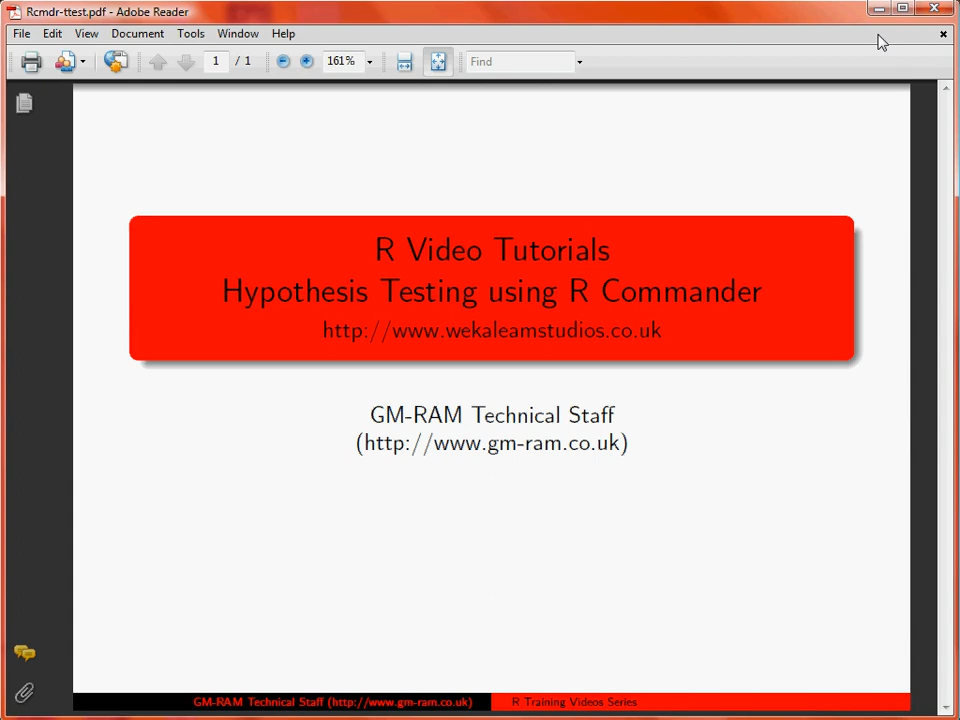 Rcmdr-ttest.pdf - Adobe Reader
File Edit View Document Tools Window Help
1 / 1 161% Find
R Video Tutorials
Hypothesis Testing using R Commander
http://www.wekaleamstudios.co.uk
GM-RAM Technical Staff
(http://www.gm-ram.co.uk)
GM-RAM Technical Staff (http://www.gm-ram.co.uk) R Training Videos Series